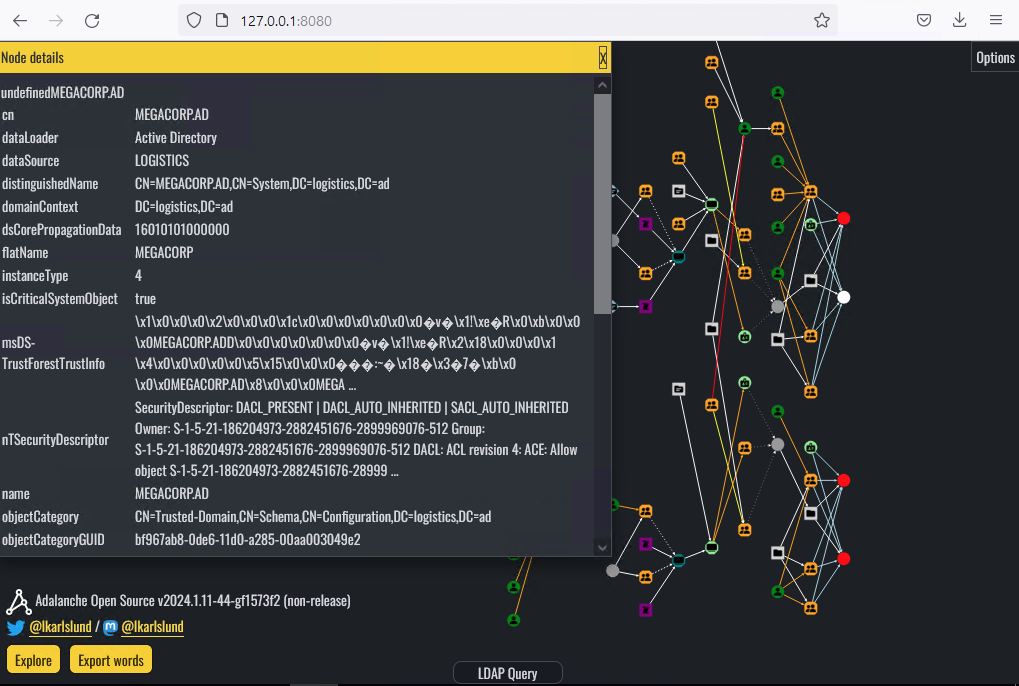 127.0.0.1:8080
Node details
X
Options
undefinedMEGACORP.AD
cn MEGACORP.AD
dataLoader Active Directory
dataSource LOGISTICS
distinguishedName CN=MEGACORP.AD,CN=System,DC=logistics,DC=ad
domainContext DC=logistics,DC=ad
dsCorePropagationData 16010101000000
flatName MEGACORP
instanceType 4
isCriticalSystemObject true
msDS-TrustForestTrustInfo
\x1\x0\x0\x0\x2\x0\x0\x0\x1c\x0\x0\x0\x0\x0\x0\x0�v�\x1!\xe�R\x0\xb\x0\x0
\x0MEGACORP.ADD\x0\x0\x0\x0\x0\x0\x0�v�\x1!\xe�R\x2\x18\x0\x0\x0\x1
\x4\x0\x0\x0\x0\x0\x5\x15\x0\x0\x0���:~�\x18�\x3�7�\xb\x0
\x0\x0MEGACORP.AD\x8\x0\x0\x0MEGA ...
nTSecurityDescriptor
SecurityDescriptor: DACL_PRESENT | DACL_AUTO_INHERITED | SACL_AUTO_INHERITED
Owner: S-1-5-21-186204973-2882451676-2899969076-512 Group:
S-1-5-21-186204973-2882451676-2899969076-512 DACL: ACL revision 4: ACE: Allow
object S-1-5-21-186204973-2882451676-28999 ...
name MEGACORP.AD
objectCategory CN=Trusted-Domain,CN=Schema,CN=Configuration,DC=logistics,DC=ad
objectCategoryGUID bf967ab8-0de6-11d0-a285-00aa003049e2
Adalanche Open Source v2024.1.11-44-gf1573f2 (non-release)
@lkarlslund / @lkarlslund
Explore Export words
LDAP Query